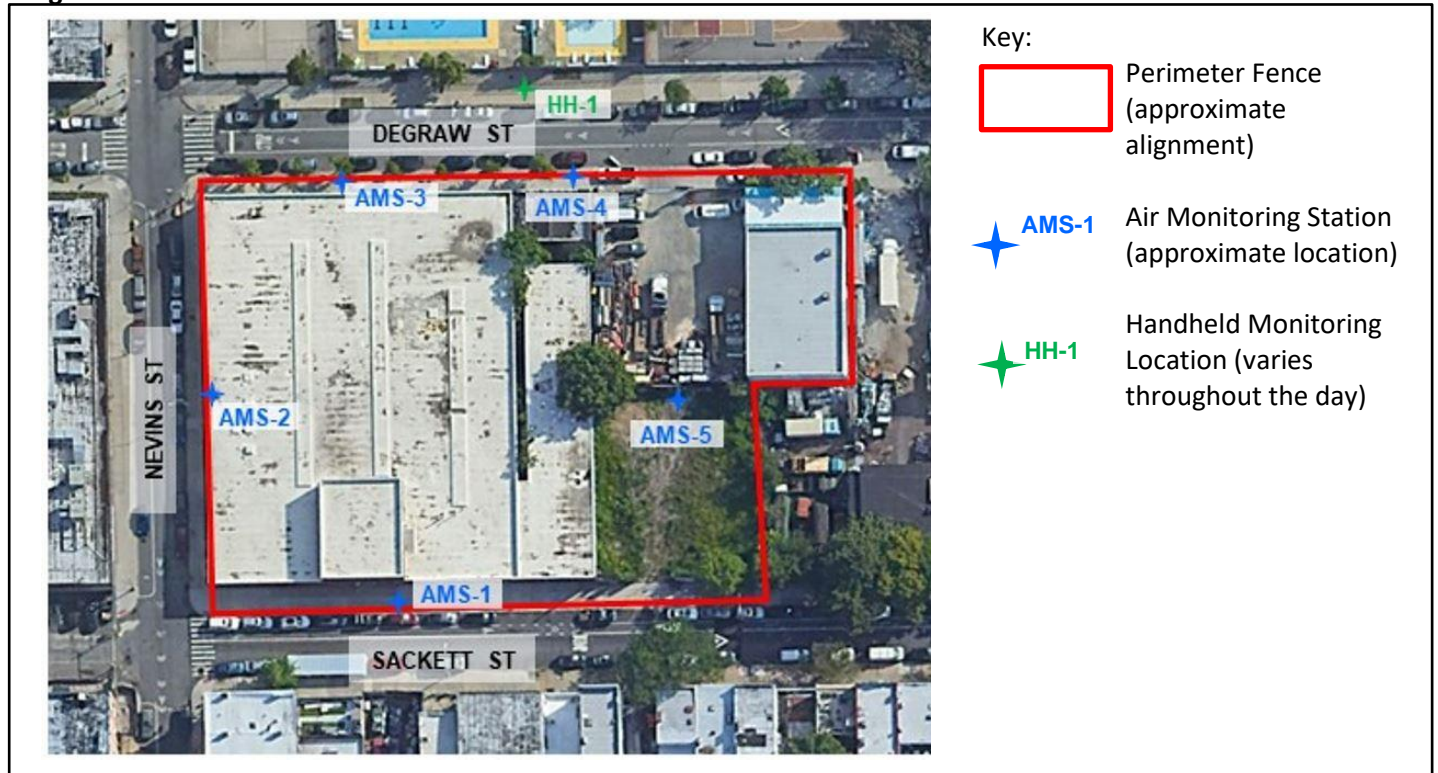 HH-1
DEGRAW ST
AMS-3
AMS-4
AMS-2
NEVINS ST
AMS-5
AMS-1
SACKETT ST
Key:
Perimeter Fence
(approximate
alignment)
AMS-1
Air Monitoring Station
(approximate location)
HH-1
Handheld Monitoring
Location (varies
throughout the day)